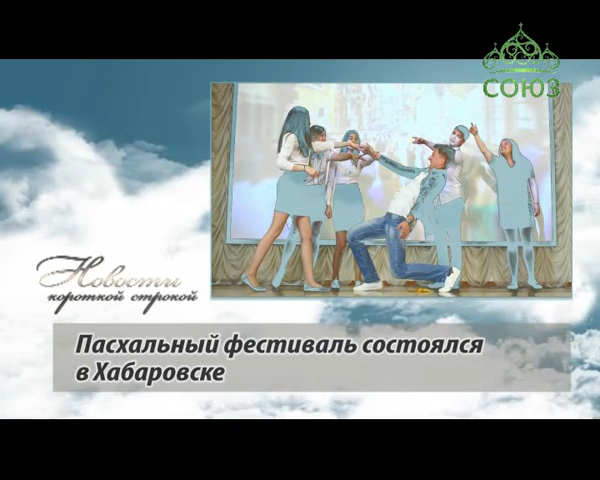 СОЮЗ
Новости
короткой строкой
Пасхальный фестиваль состоялся
в Хабаровске